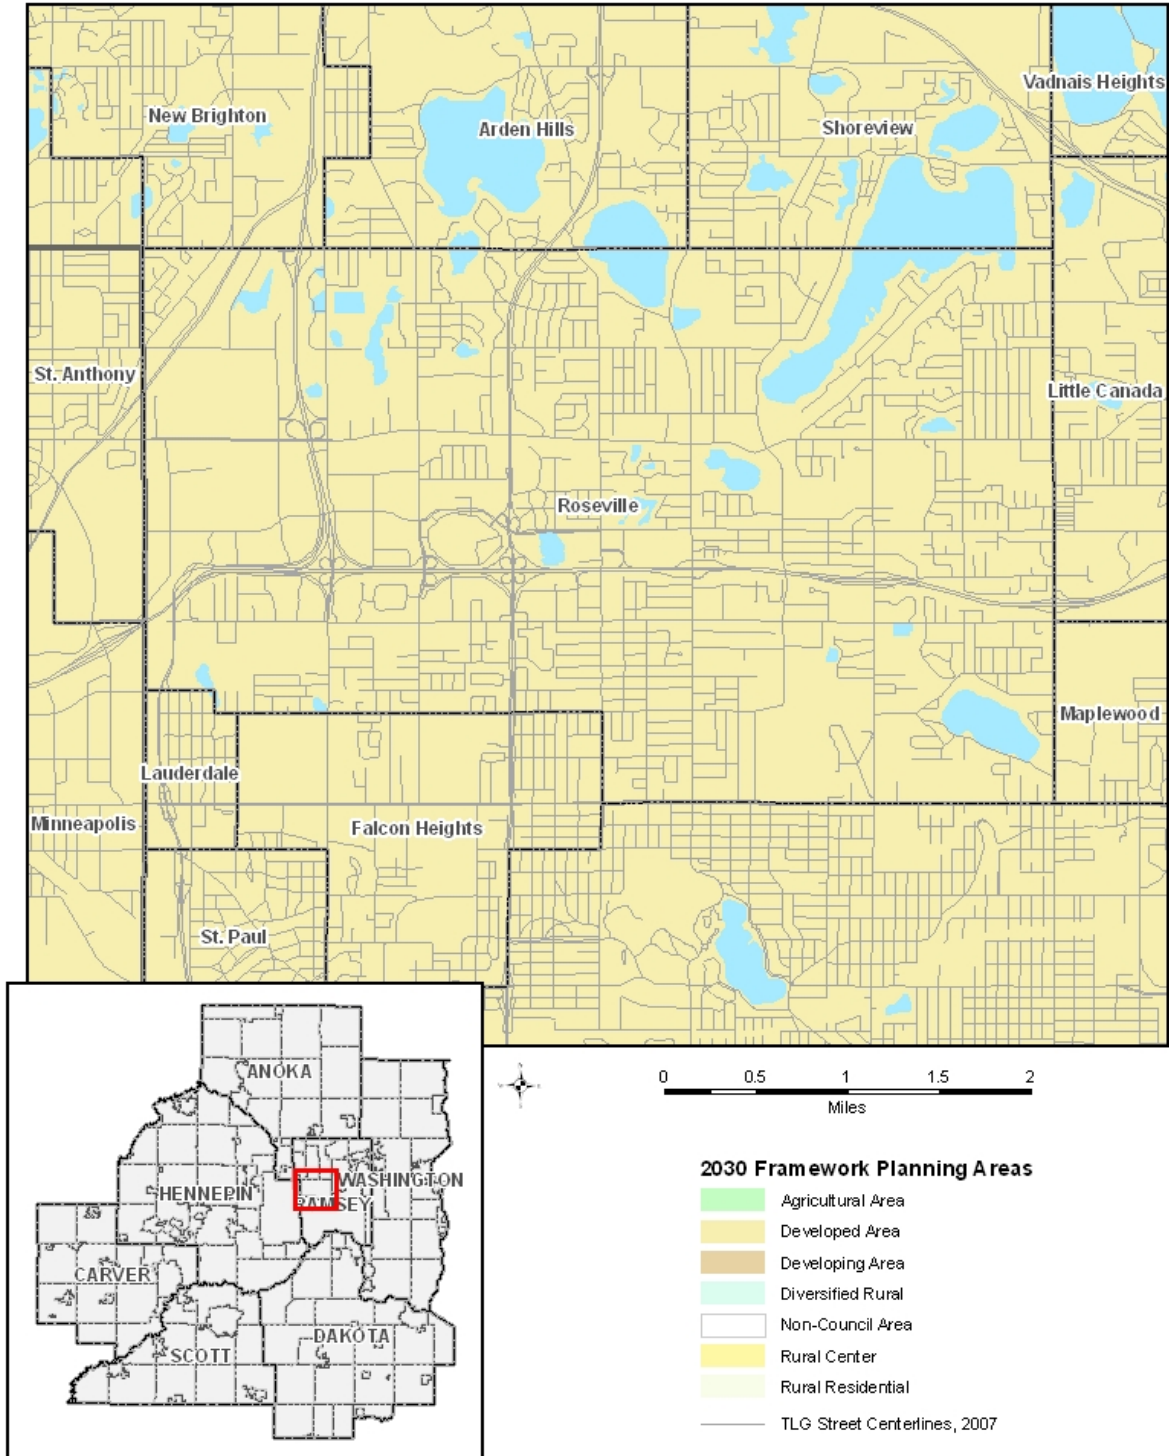 Vadnais Heights
New Brighton
Arden Hills
Shoreview
St. Anthony
Little Canada
Roseville
Maplewood
Lauderdale
Minneapolis
Falcon Heights
St. Paul
ANOKA
WASHINGTON
HENNEPIN
RAMSEY
CARVER
DAKOTA
SCOTT
0 0.5 1 1.5 2
Miles
2030 Framework Planning Areas
Agricultural Area
Developed Area
Developing Area
Diversified Rural
Non-Council Area
Rural Center
Rural Residential
TLG Street Centerlines, 2007